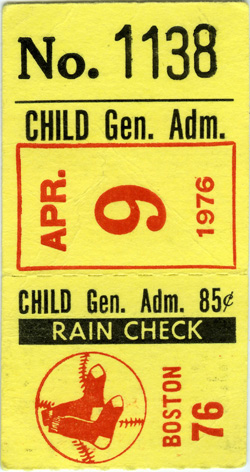 No. 1138
CHILD Gen. Adm.
APR. 9 1976
CHILD Gen. Adm. 85¢
RAIN CHECK
BOSTON
76